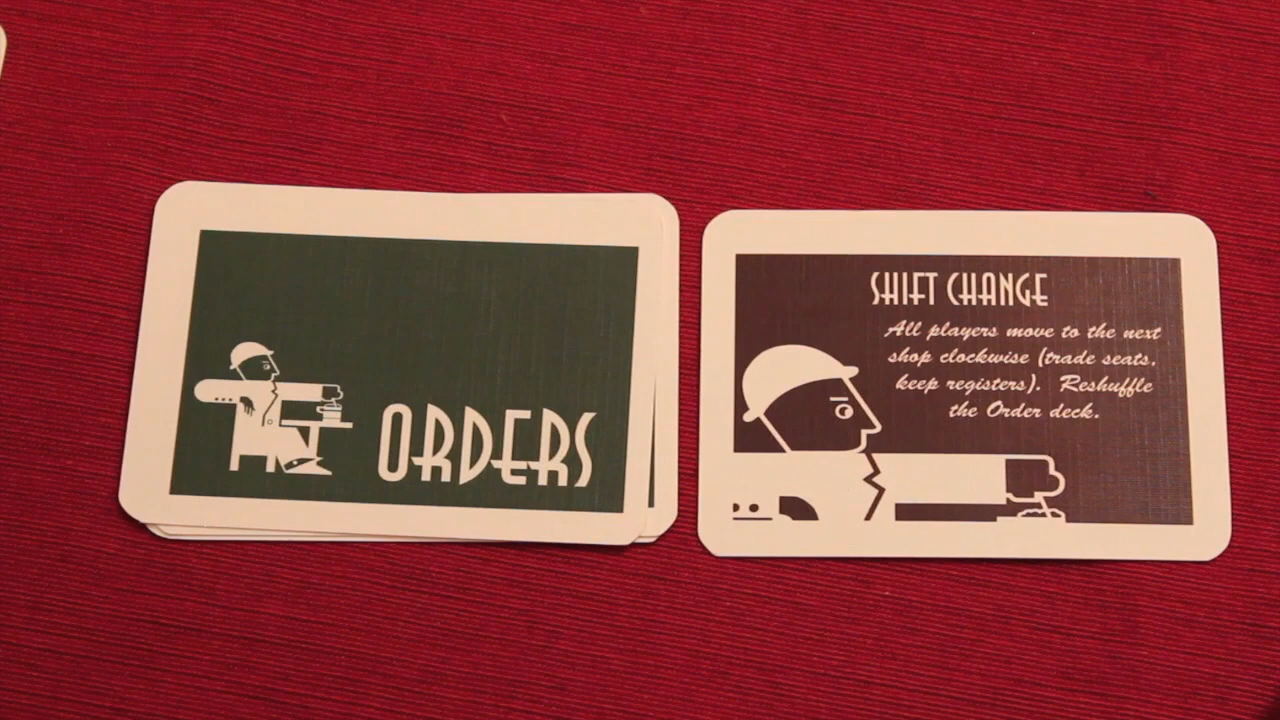 ORDERS
SHIFT CHANGE
All players move to the next
shop clockwise (trade seats,
keep registers). Reshuffle
the Order deck.